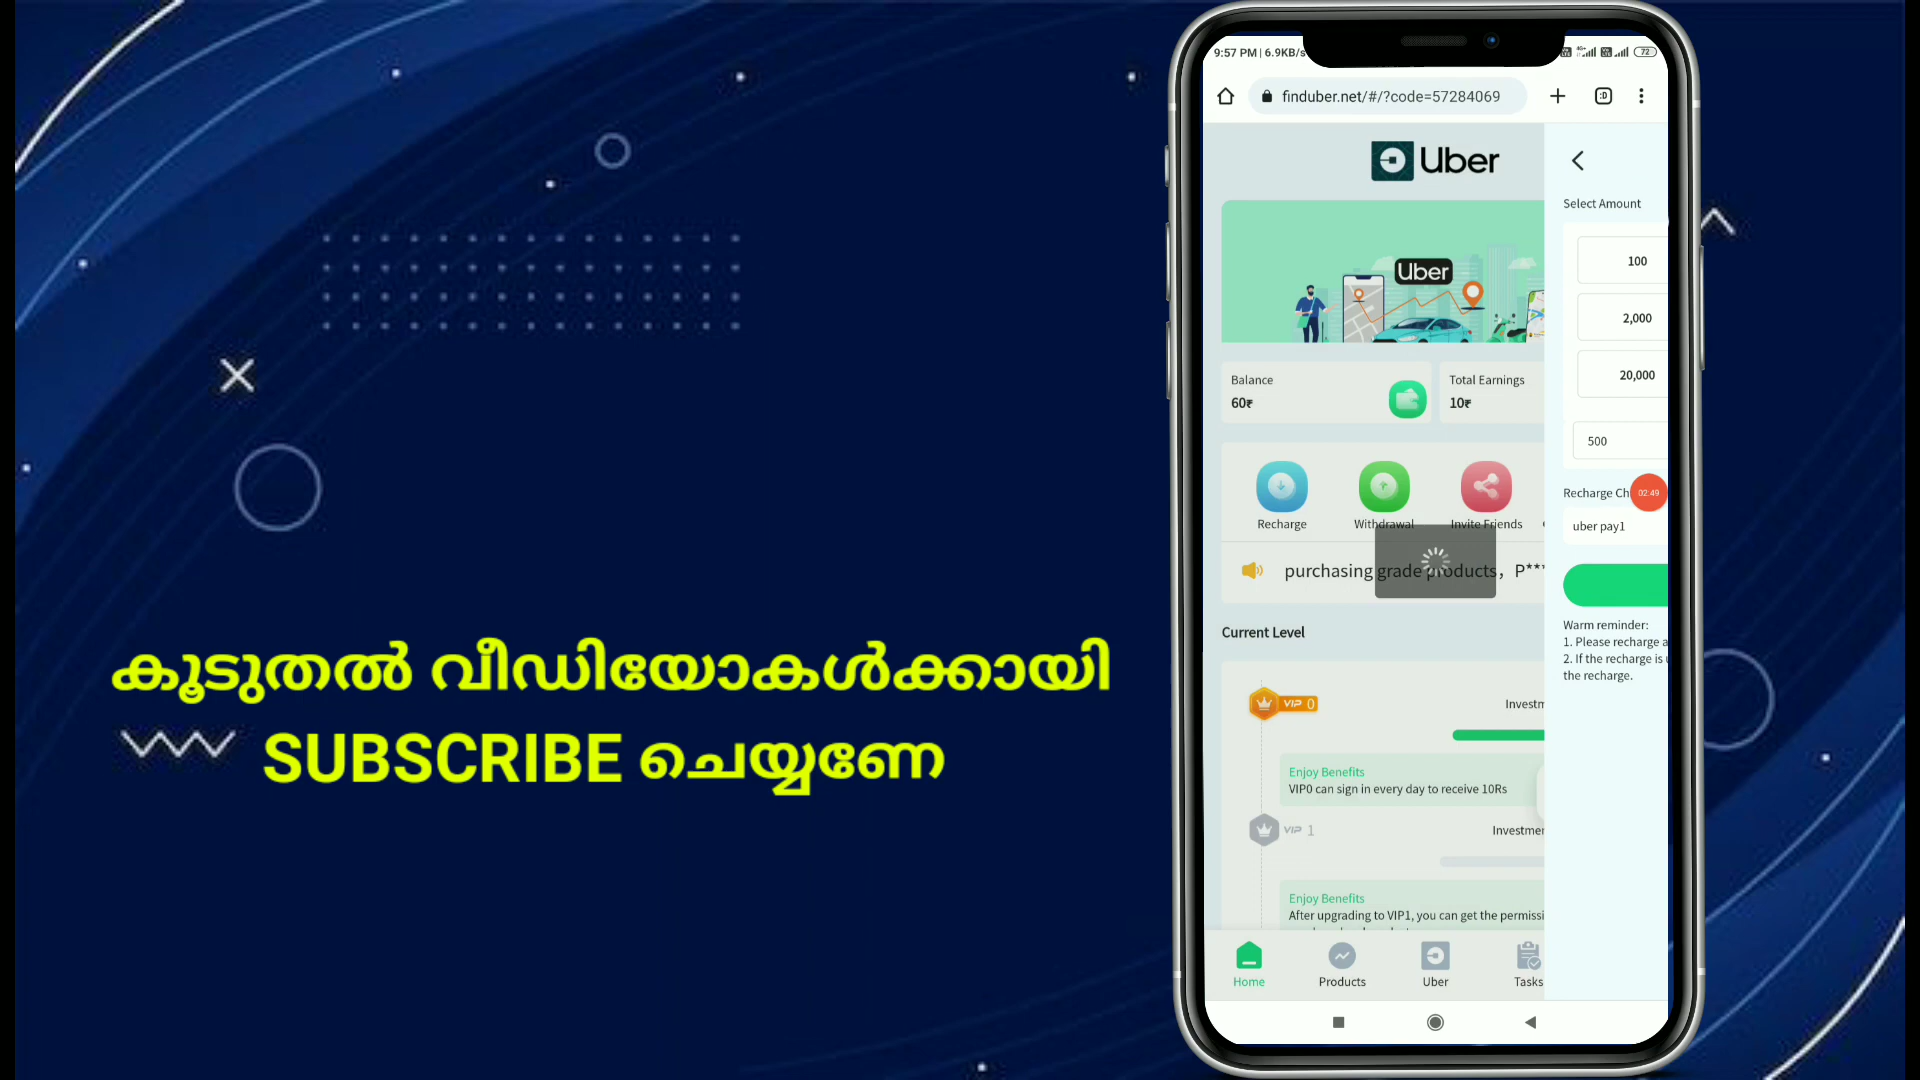 കൂടുതൽ വീഡിയോകൾക്കായി
SUBSCRIBE ചെയ്യണേ
9:57 PM | 6.9KB/s
72
finduber.net/#/?code=57284069
:D
Uber
Uber
Balance
60₹
Total Earnings
10₹
Recharge
Withdrawal
Invite Friends
purchasing grade products, P***
Current Level
VIP 0
Investm
Enjoy Benefits
VIP0 can sign in every day to receive 10Rs
VIP 1
Investmen
Enjoy Benefits
After upgrading to VIP1, you can get the permissi
Home
Products
Uber
Tasks
Select Amount
100
2,000
20,000
500
Recharge Ch
02:49
uber pay1
Warm reminder:
1. Please recharge a
2. If the recharge is u
the recharge.